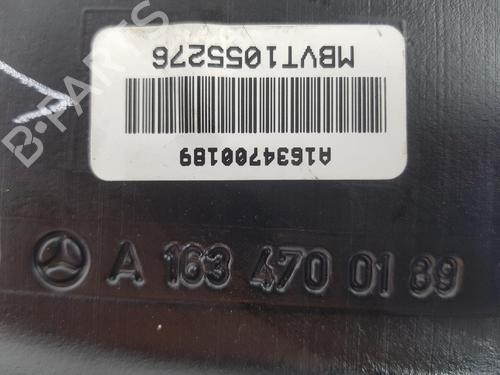 MBVT1055276
A1634700189
A 163 470 01 89
B-PARTS